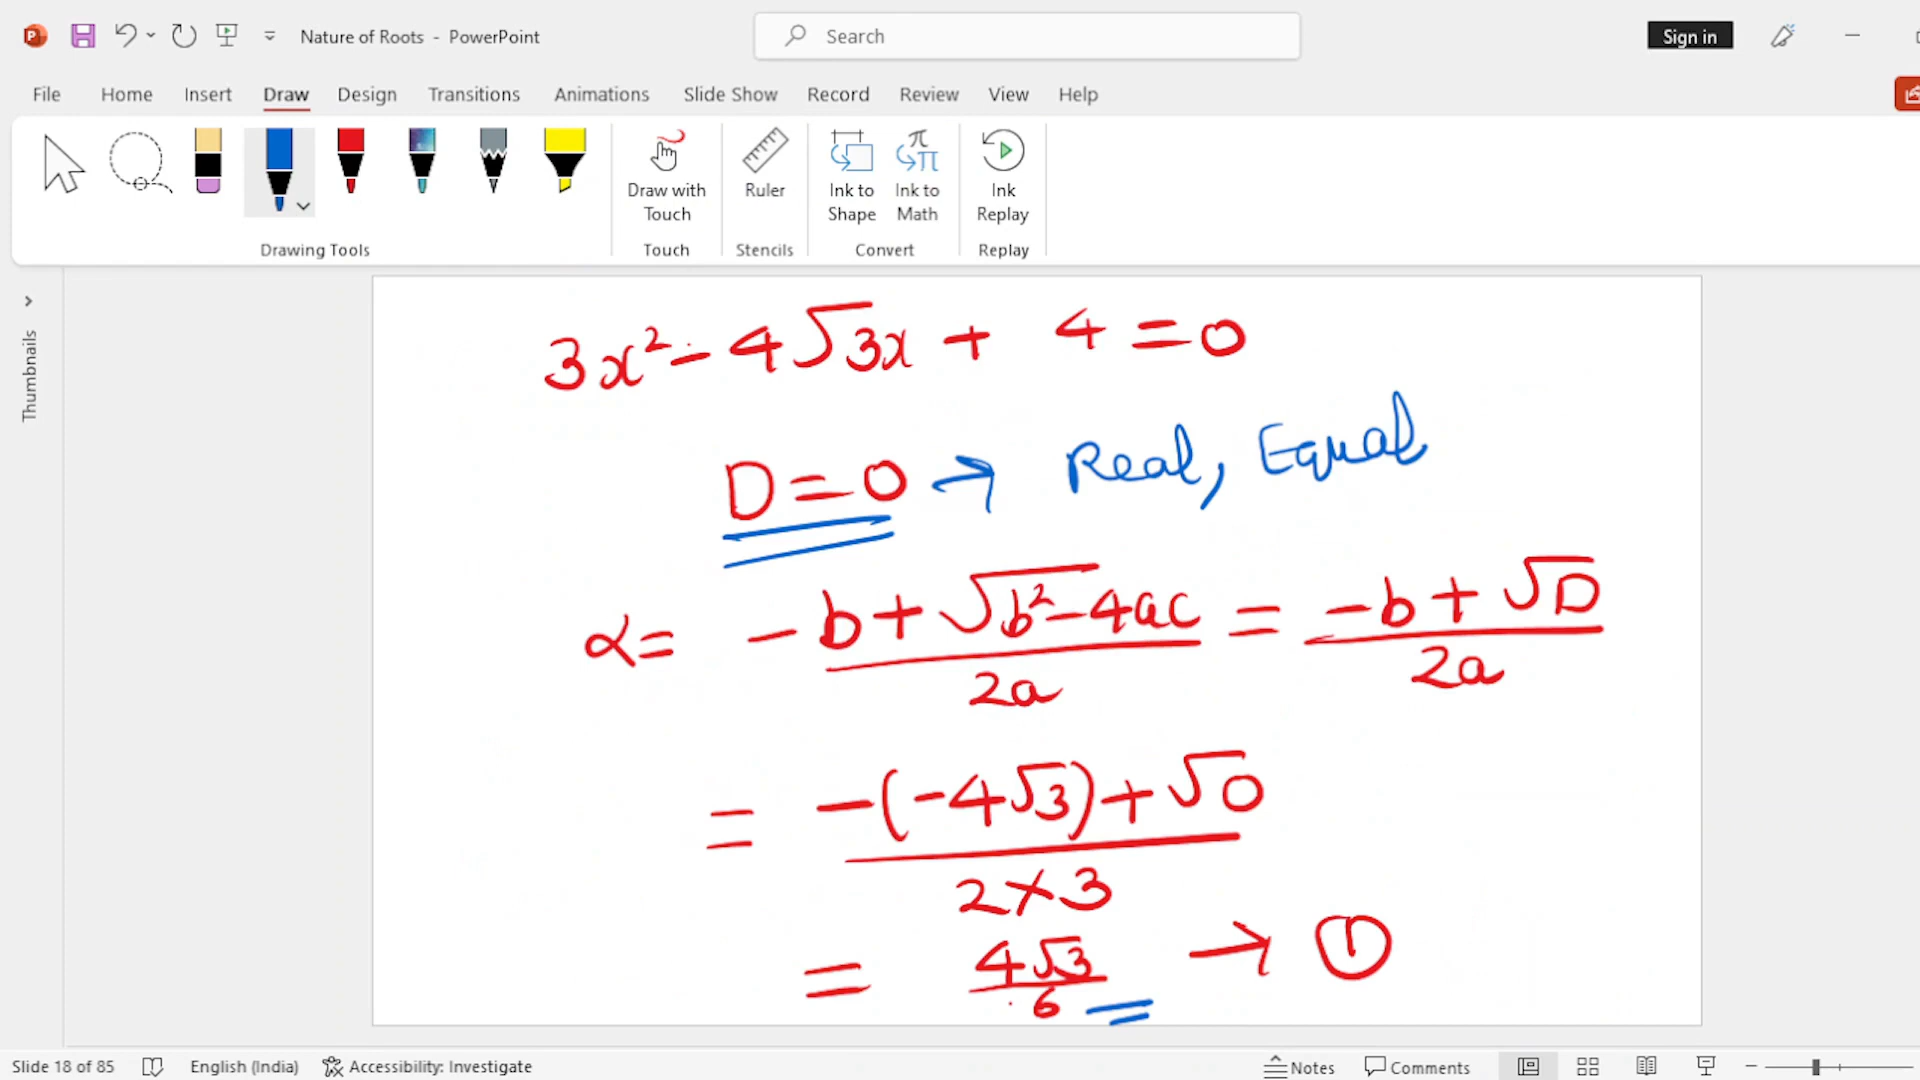 Nature of Roots - PowerPoint
Search
Sign in
File Home Insert Draw Design Transitions Animations Slide Show Record Review View Help
Draw with Touch
Ruler
Ink to Shape
Ink to Math
Ink Replay
Drawing Tools Touch Stencils Convert Replay
Thumbnails
3x² - 4√3x + 4 = 0
D = 0 → Real, Equal
α = (-b + √(b² - 4ac))/2a = (-b + √D)/2a
= (-(-4√3) + √0)/(2 × 3)
= 4√3/6 → ①
Slide 18 of 85 English (India) Accessibility: Investigate Notes Comments